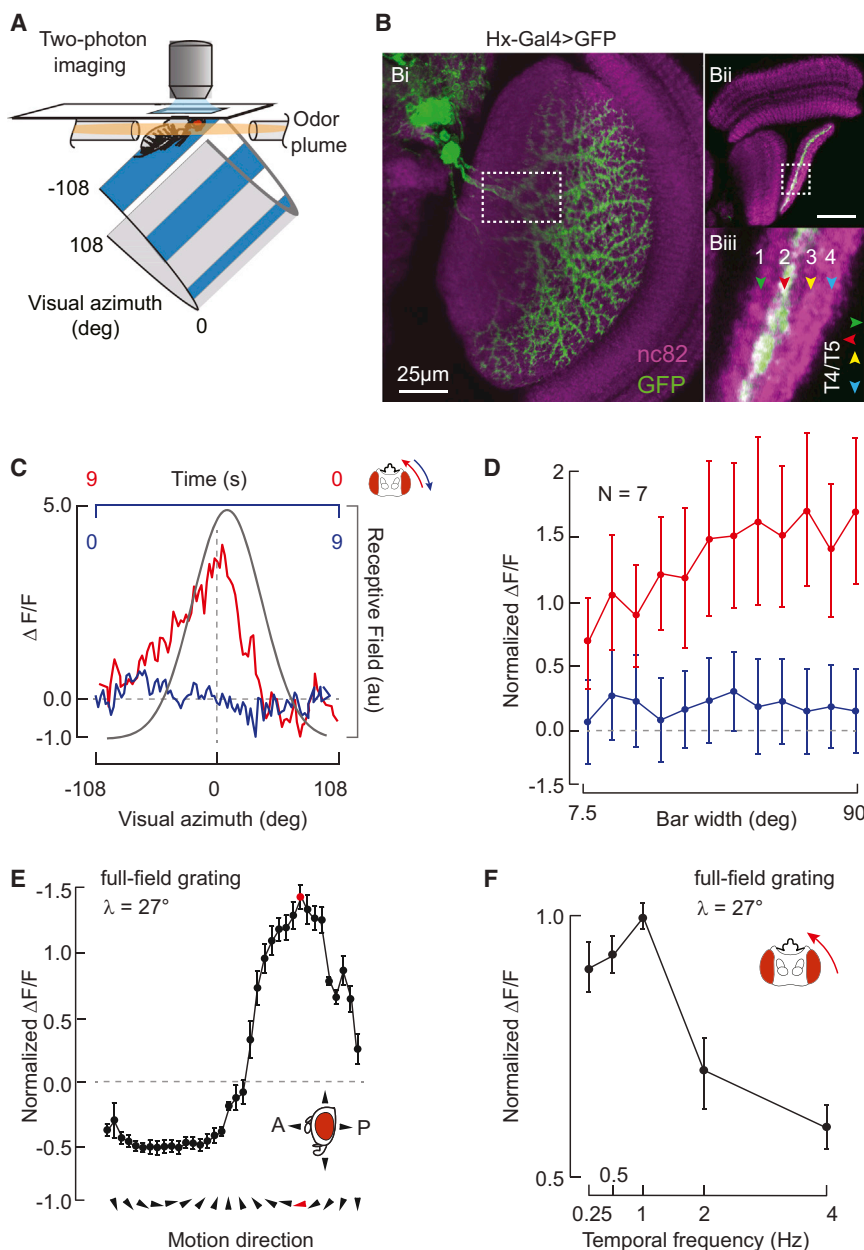 A
Two-photon
imaging
Odor
plume
-108
108
Visual azimuth
(deg)
0
B
Hx-Gal4>GFP
Bi
nc82
GFP
25µm
Bii
Biii
1 2 3 4
T4/T5
C
9 Time (s) 0
0 9
5.0
0.0
-1.0
Δ F/F
Receptive Field (au)
-108 0 108
Visual azimuth (deg)
D
N = 7
2
1.5
1.0
0.5
0.0
-1.5
Normalized ΔF/F
7.5 90
Bar width (deg)
E
full-field grating
λ = 27°
-1.5
1.0
0.5
0.0
-0.5
-1.0
Normalized ΔF/F
A P
Motion direction
F
full-field grating
λ = 27°
1.0
0.5
Normalized ΔF/F
0.5
0.25 1 2 4
Temporal frequency (Hz)